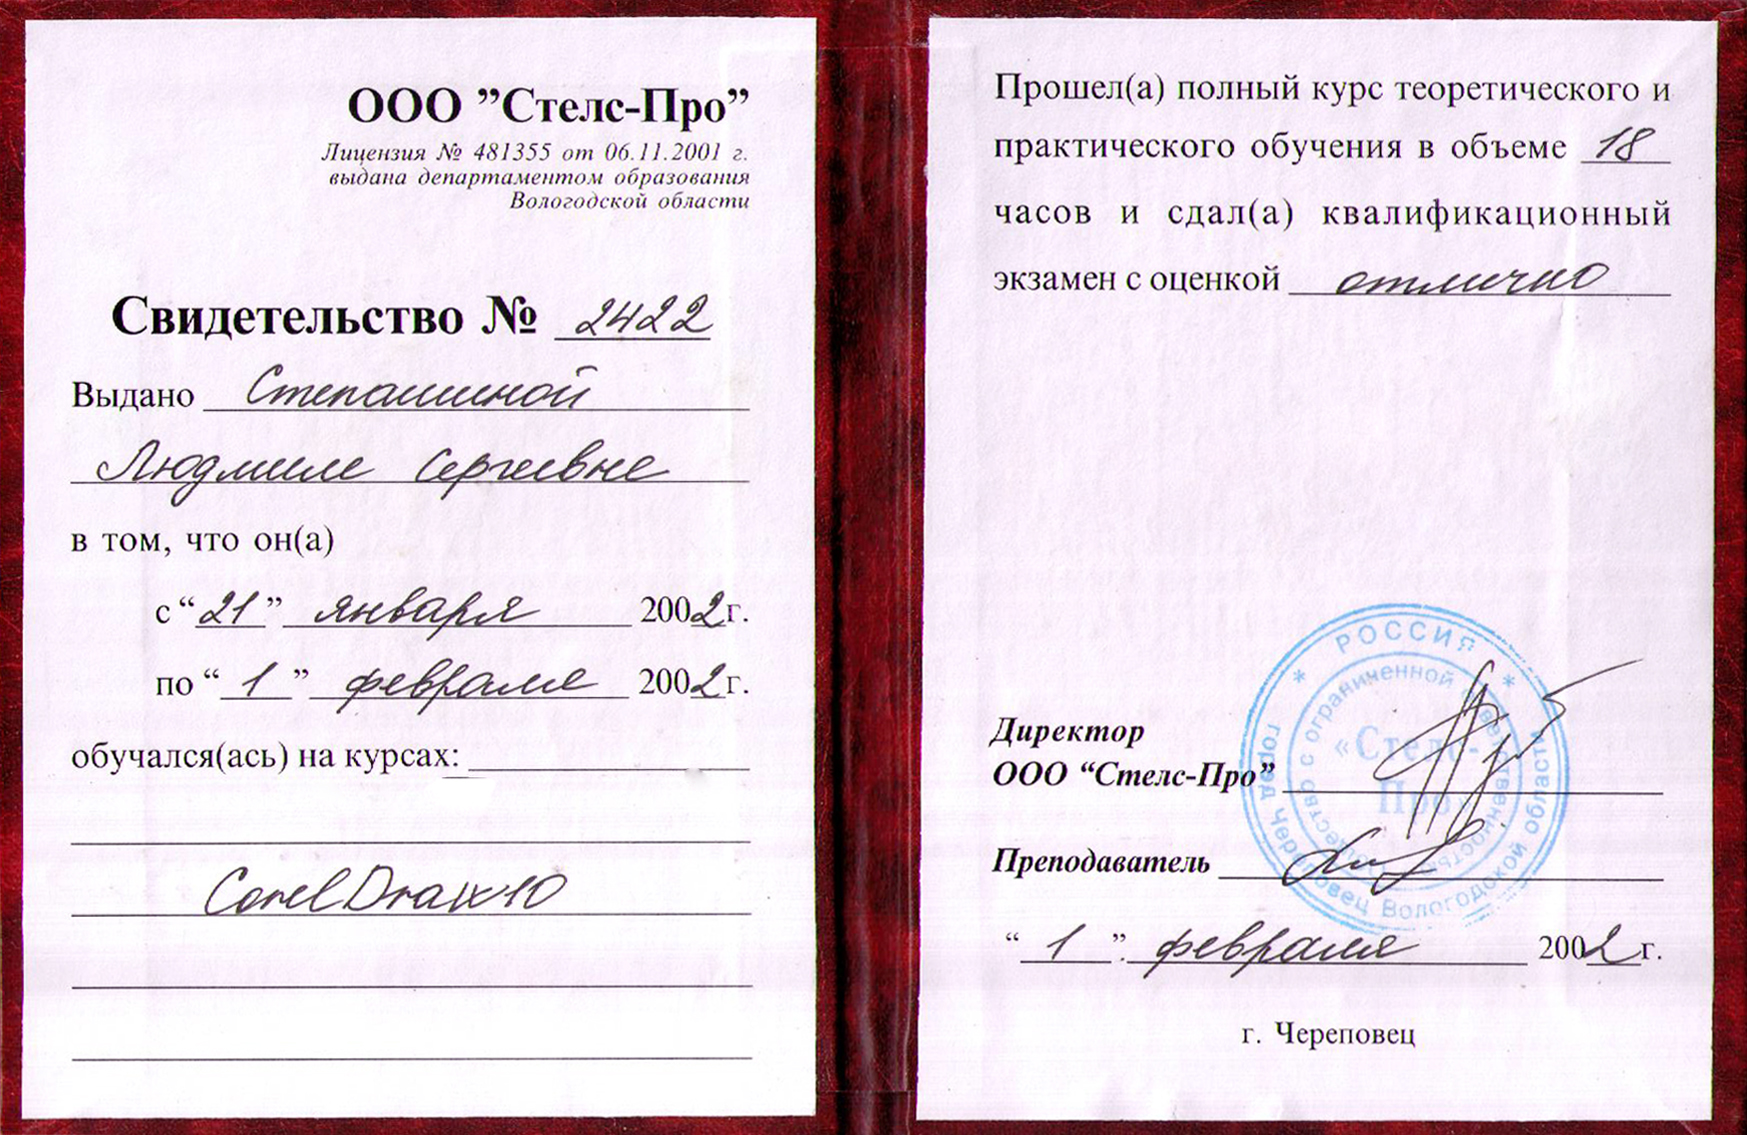 ООО ”Стелс-Про”
Лицензия № 481355 от 06.11.2001 г.
выдана департаментом образования
Вологодской области
Свидетельство № 2422
Выдано Степашиной
Людмиле Сергеевне
в том, что он(а)
с “21” января 2002г.
по “1” февраля 2002г.
обучался(ась) на курсах:
CorelDraw10
Прошел(а) полный курс теоретического и
практического обучения в объеме 18
часов и сдал(а) квалификационный
экзамен с оценкой отлично
Директор
ООО “Стелс-Про”
Преподаватель
“1” февраля 2002г.
г. Череповец
* РОССИЯ *
город Череповец Вологодской области
Общество с ограниченной ответственностью
«Стелс-
Про»